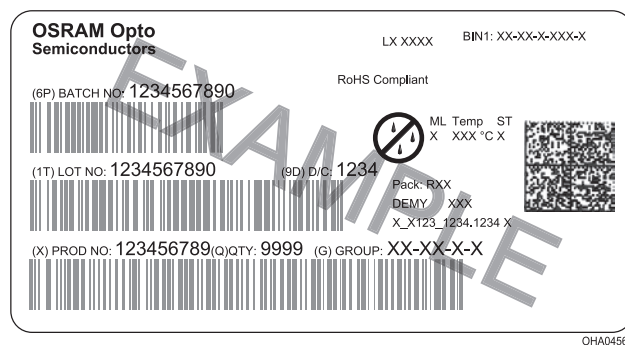 OSRAM Opto
Semiconductors
LX XXXX
BIN1: XX-XX-X-XXX-X
RoHS Compliant
(6P) BATCH NO: 1234567890
ML Temp ST
X XXX °C X
(1T) LOT NO: 1234567890
(9D) D/C: 1234
Pack: RXX
DEMY XXX
X_X123_1234.1234 X
(X) PROD NO: 123456789(Q)QTY: 9999 (G) GROUP: XX-XX-X-X
EXAMPLE
OHA0456